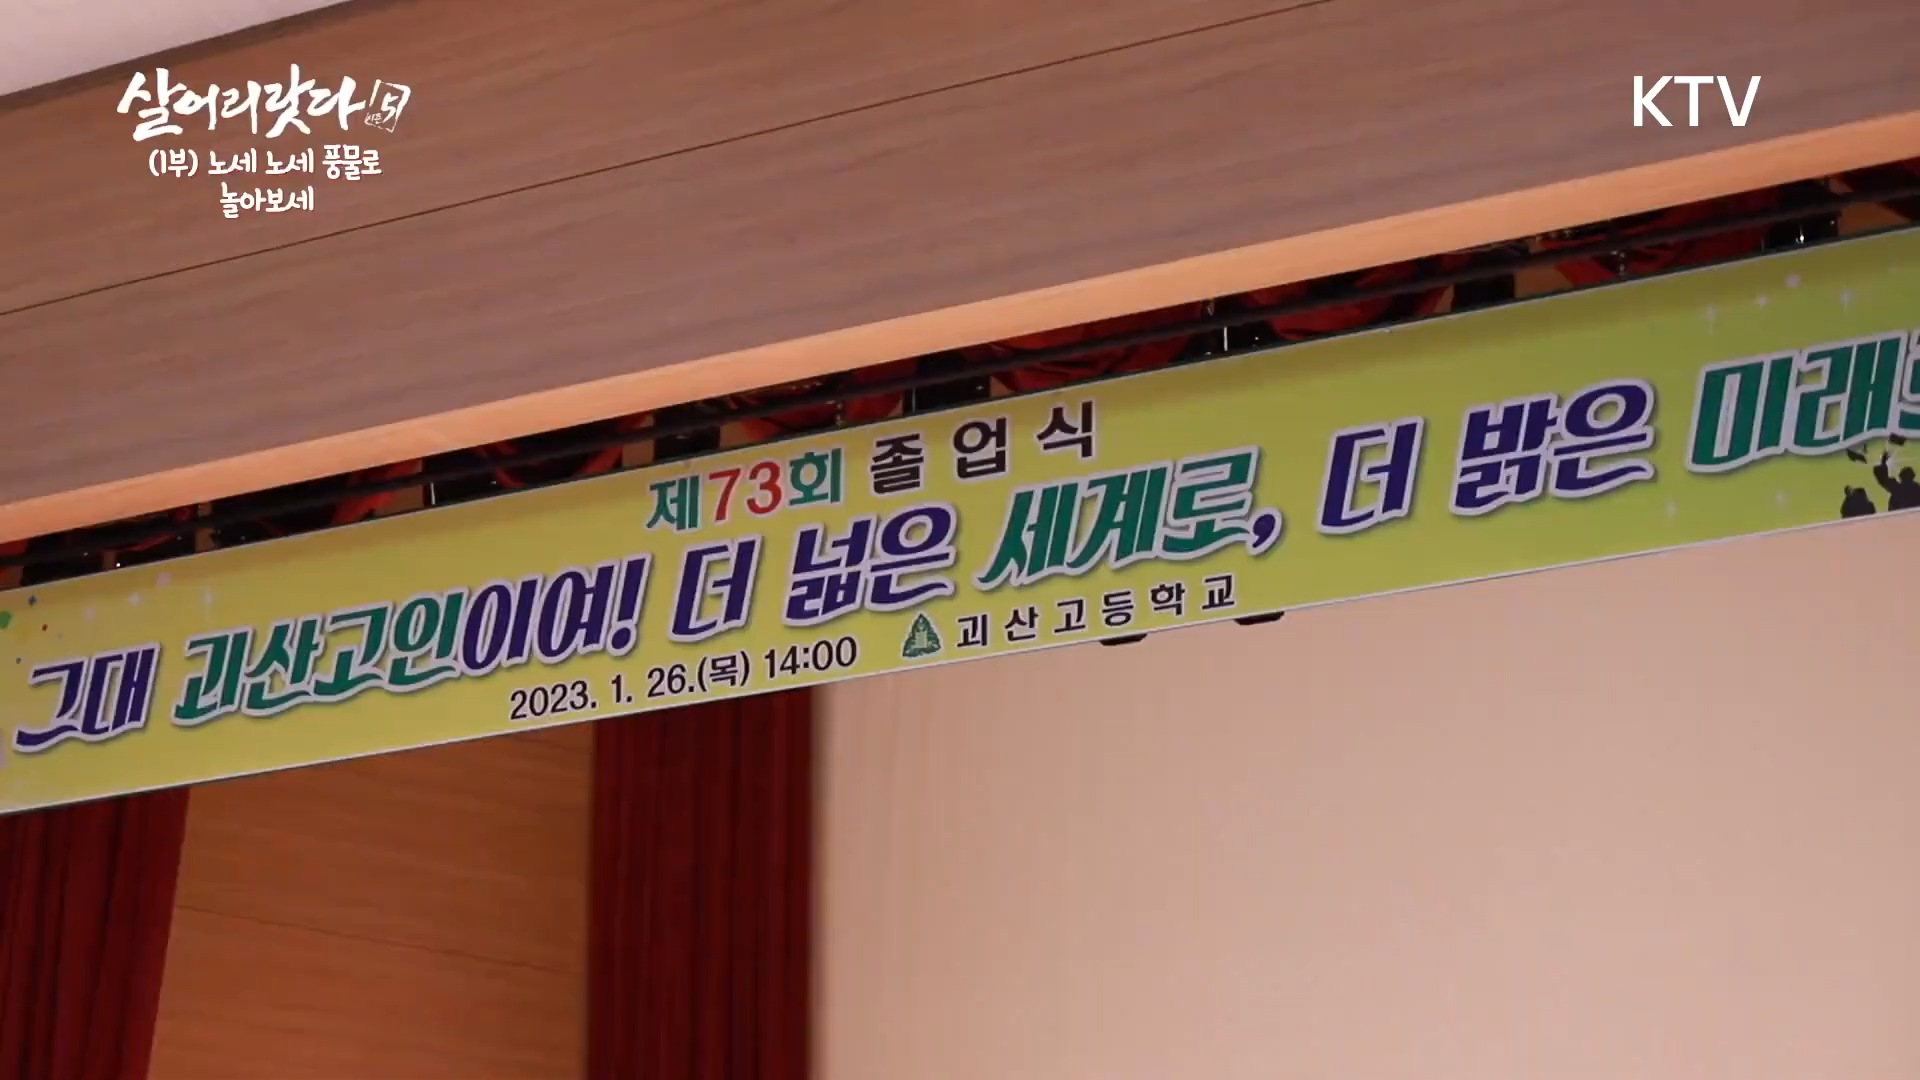 살어리랏다 시즌5
(1부) 노세 노세 풍물로
놀아보세
KTV
제73회 졸업식
그대 괴산고인이여! 더 넓은 세계로, 더 밝은 미래로
2023. 1. 26.(목) 14:00
괴산고등학교